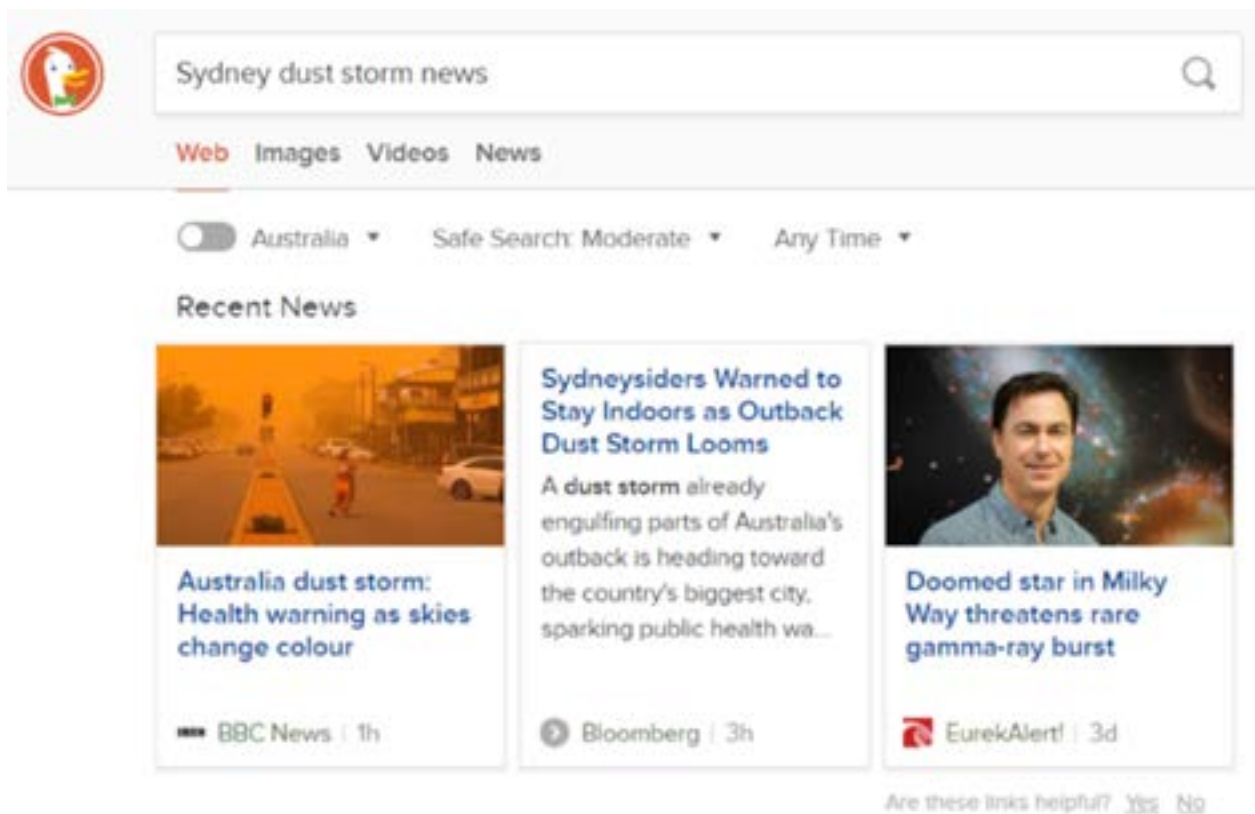 Sydney dust storm news
Web Images Videos News
Australia Safe Search: Moderate Any Time
Recent News
Australia dust storm:
Health warning as skies
change colour
BBC News 1h
Sydneysiders Warned to
Stay Indoors as Outback
Dust Storm Looms
A dust storm already
engulfing parts of Australia's
outback is heading toward
the country's biggest city,
sparking public health wa...
Bloomberg 3h
Doomed star in Milky
Way threatens rare
gamma-ray burst
EurekAlert! 3d
Are these links helpful? Yes No